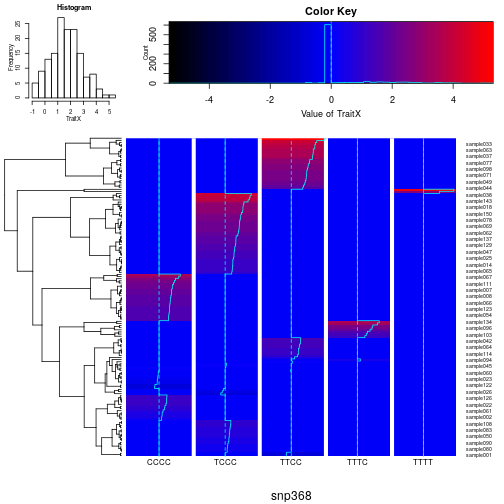 Histogram
Frequency
0 5 10 15 20 25
-1 0 1 2 3 4 5
TraitX
Color Key
Count
0 200 500
-4 -2 0 2 4
Value of TraitX
sample033
sample063
sample037
sample077
sample098
sample071
sample049
sample044
sample038
sample143
sample018
sample150
sample078
sample069
sample062
sample137
sample129
sample047
sample025
sample014
sample065
sample067
sample111
sample007
sample008
sample066
sample123
sample054
sample134
sample096
sample103
sample042
sample064
sample114
sample094
sample045
sample060
sample023
sample122
sample026
sample126
sample022
sample061
sample002
sample108
sample083
sample050
sample090
sample080
sample001
CCCC TCCC TTCC TTTC TTTT
snp368